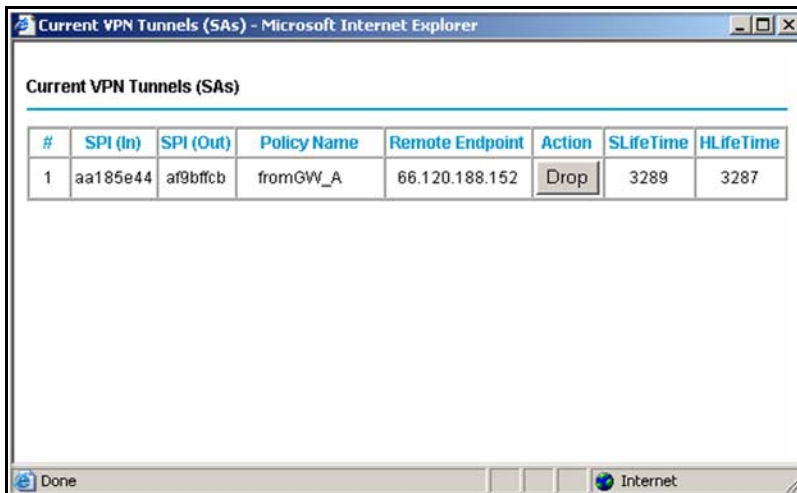 Current VPN Tunnels (SAs) - Microsoft Internet Explorer
Current VPN Tunnels (SAs)
# SPI (In) SPI (Out) Policy Name Remote Endpoint Action SLifeTime HLifeTime
1 aa185e44 af9bffcb fromGW_A 66.120.188.152 Drop 3289 3287
Done Internet